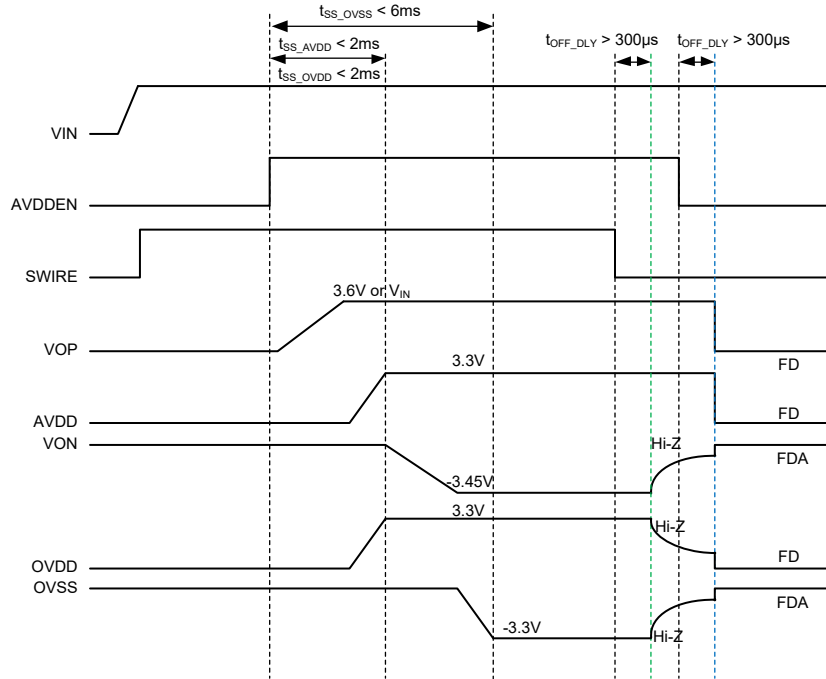 tSS_OVSS < 6ms
tSS_AVDD < 2ms
tOFF_DLY > 300µs
tOFF_DLY > 300µs
tSS_OVDD < 2ms
VIN
AVDDEN
SWIRE
3.6V or VIN
VOP
FD
3.3V
AVDD
FD
VON
Hi-Z
FDA
-3.45V
3.3V
Hi-Z
OVDD
FD
OVSS
FDA
-3.3V
Hi-Z